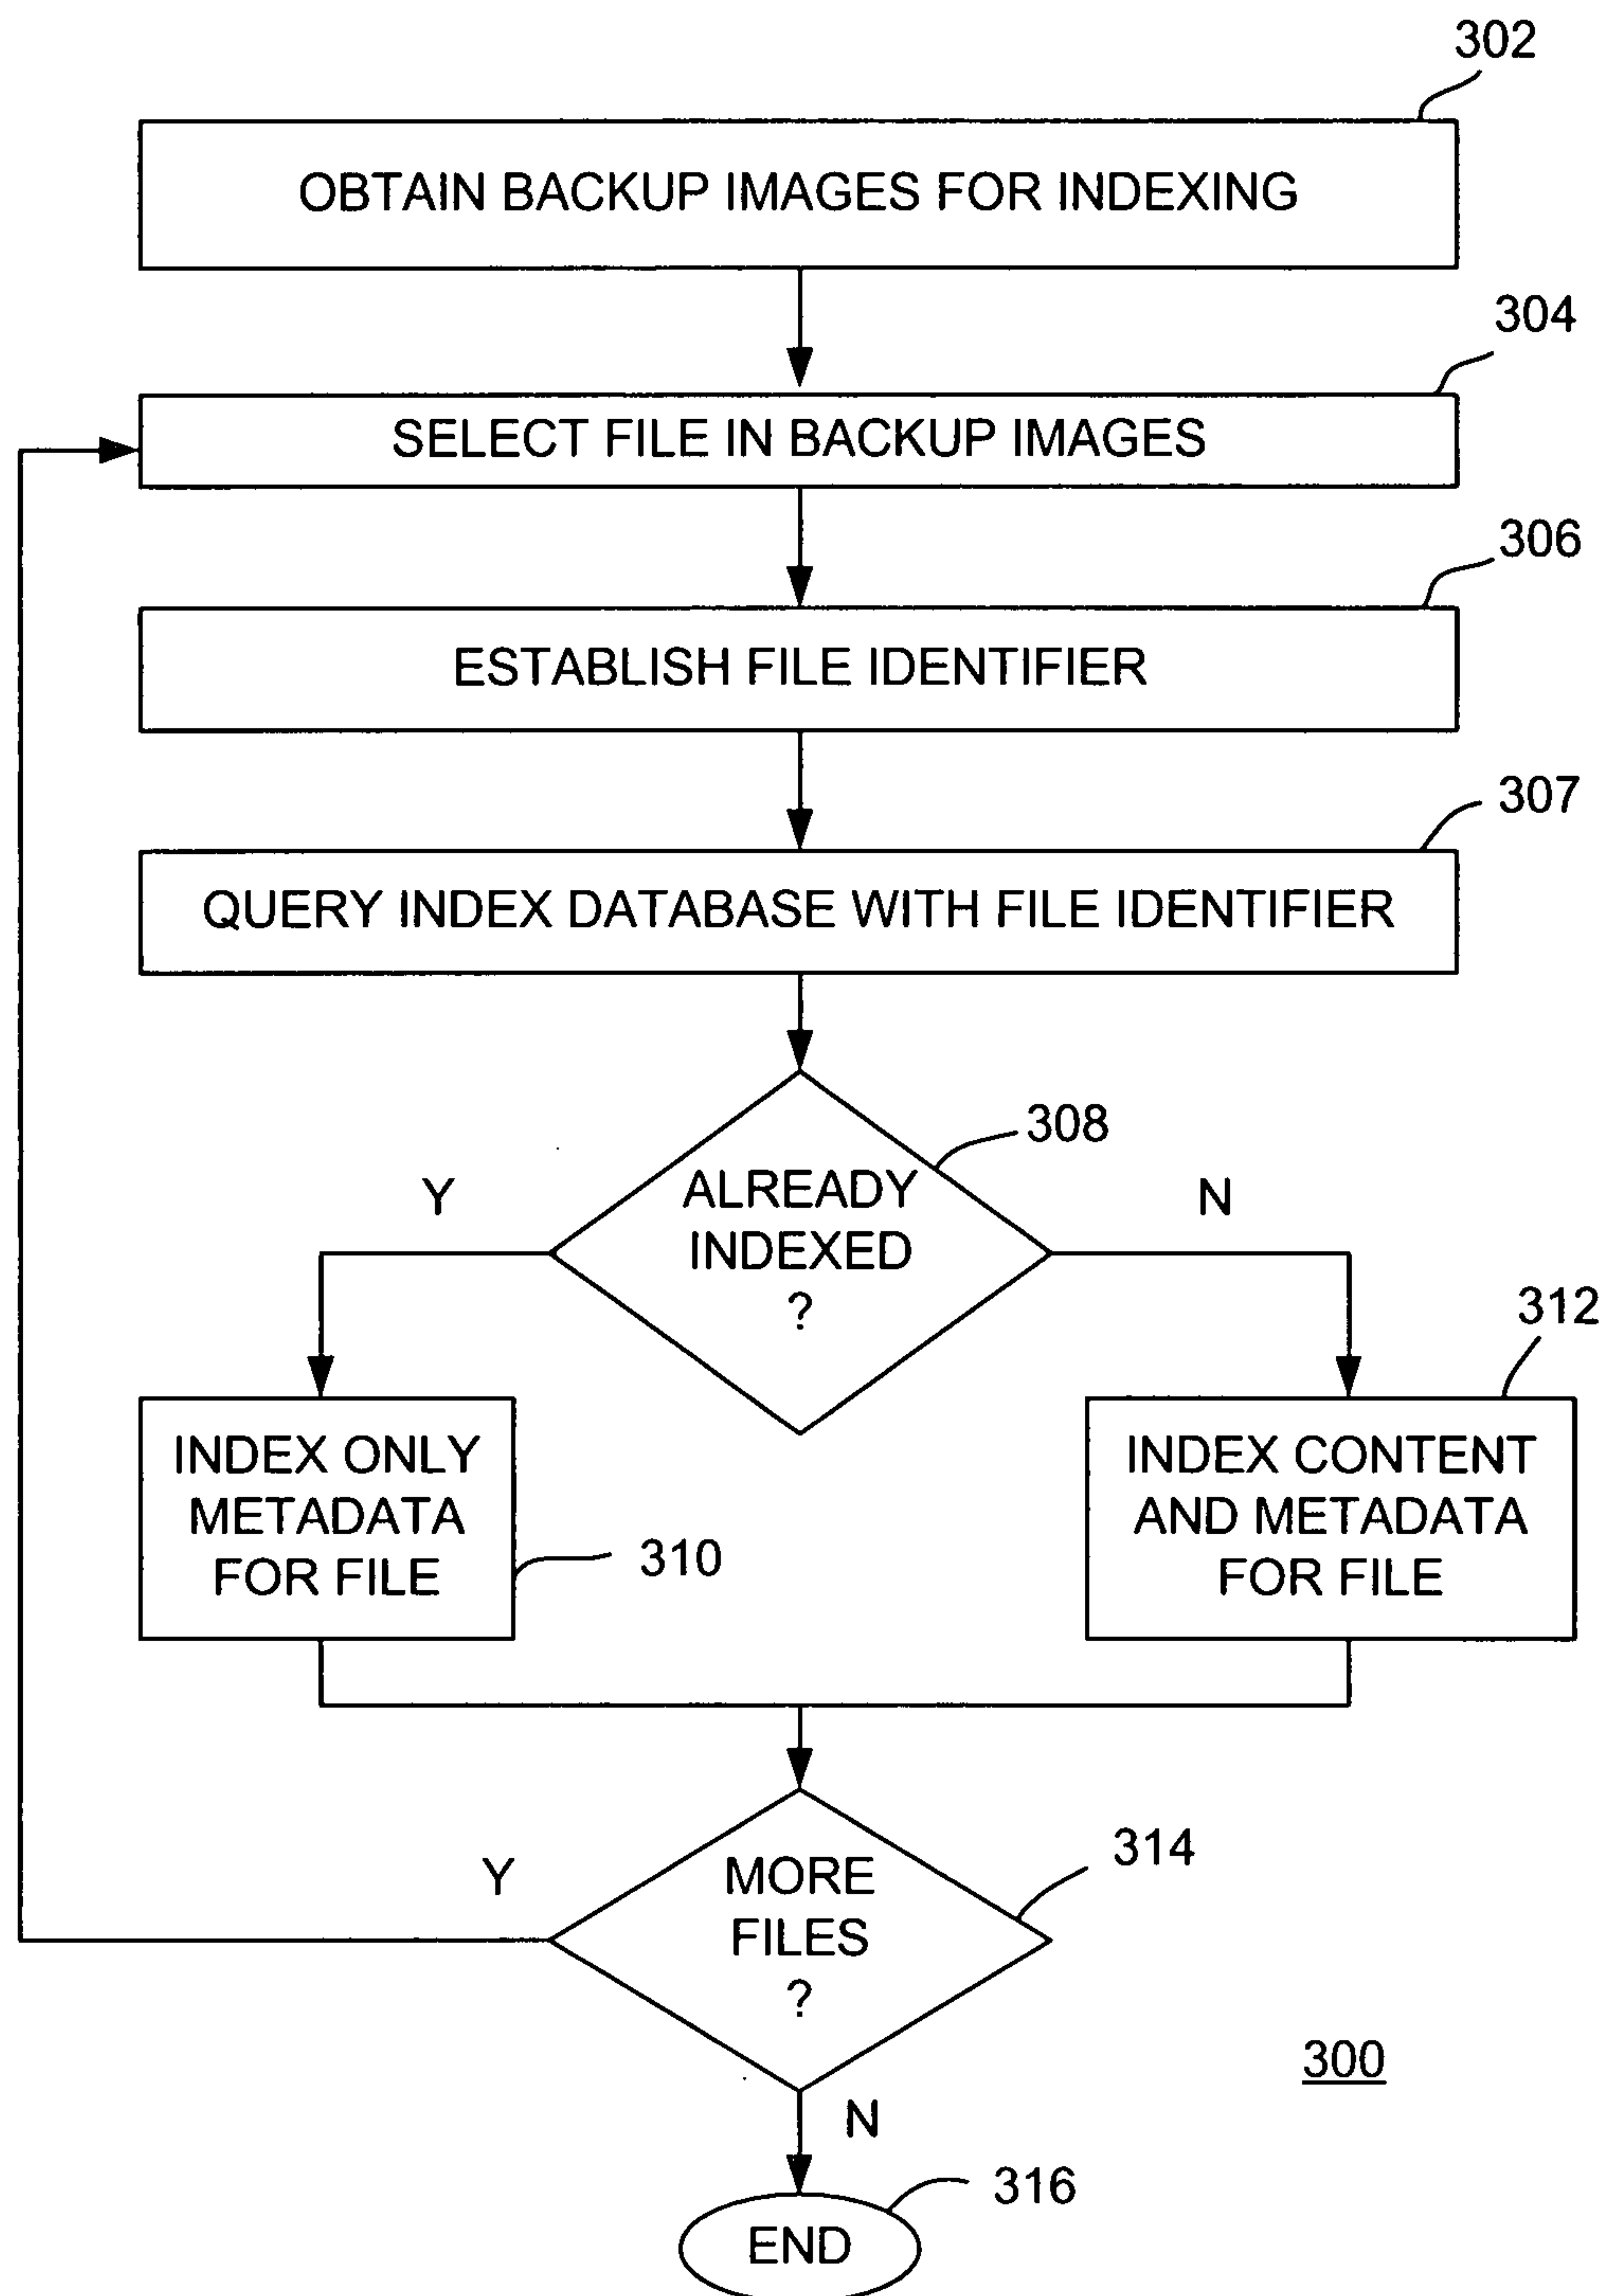 302
OBTAIN BACKUP IMAGES FOR INDEXING
304
SELECT FILE IN BACKUP IMAGES
306
ESTABLISH FILE IDENTIFIER
307
QUERY INDEX DATABASE WITH FILE IDENTIFIER
308
ALREADY
INDEXED
?
Y
N
312
INDEX ONLY
METADATA
FOR FILE
310
INDEX CONTENT
AND METADATA
FOR FILE
314
MORE
FILES
?
Y
300
N
316
END